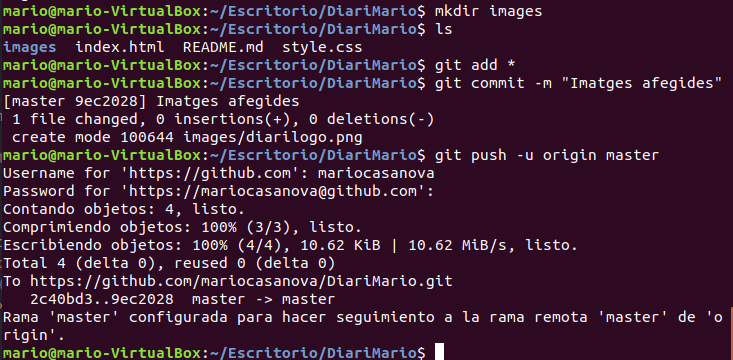 mario@mario-VirtualBox:~/Escritorio/DiariMario$ mkdir images
mario@mario-VirtualBox:~/Escritorio/DiariMario$ ls
images  index.html  README.md  style.css
mario@mario-VirtualBox:~/Escritorio/DiariMario$ git add *
mario@mario-VirtualBox:~/Escritorio/DiariMario$ git commit -m "Imatges afegides"
[master 9ec2028] Imatges afegides
 1 file changed, 0 insertions(+), 0 deletions(-)
 create mode 100644 images/diarilogo.png
mario@mario-VirtualBox:~/Escritorio/DiariMario$ git push -u origin master
Username for 'https://github.com': mariocasanova
Password for 'https://mariocasanova@github.com':
Contando objetos: 4, listo.
Comprimiendo objetos: 100% (3/3), listo.
Escribiendo objetos: 100% (4/4), 10.62 KiB | 10.62 MiB/s, listo.
Total 4 (delta 0), reused 0 (delta 0)
To https://github.com/mariocasanova/DiariMario.git
   2c40bd3..9ec2028  master -> master
Rama 'master' configurada para hacer seguimiento a la rama remota 'master' de 'o
rigin'.
mario@mario-VirtualBox:~/Escritorio/DiariMario$